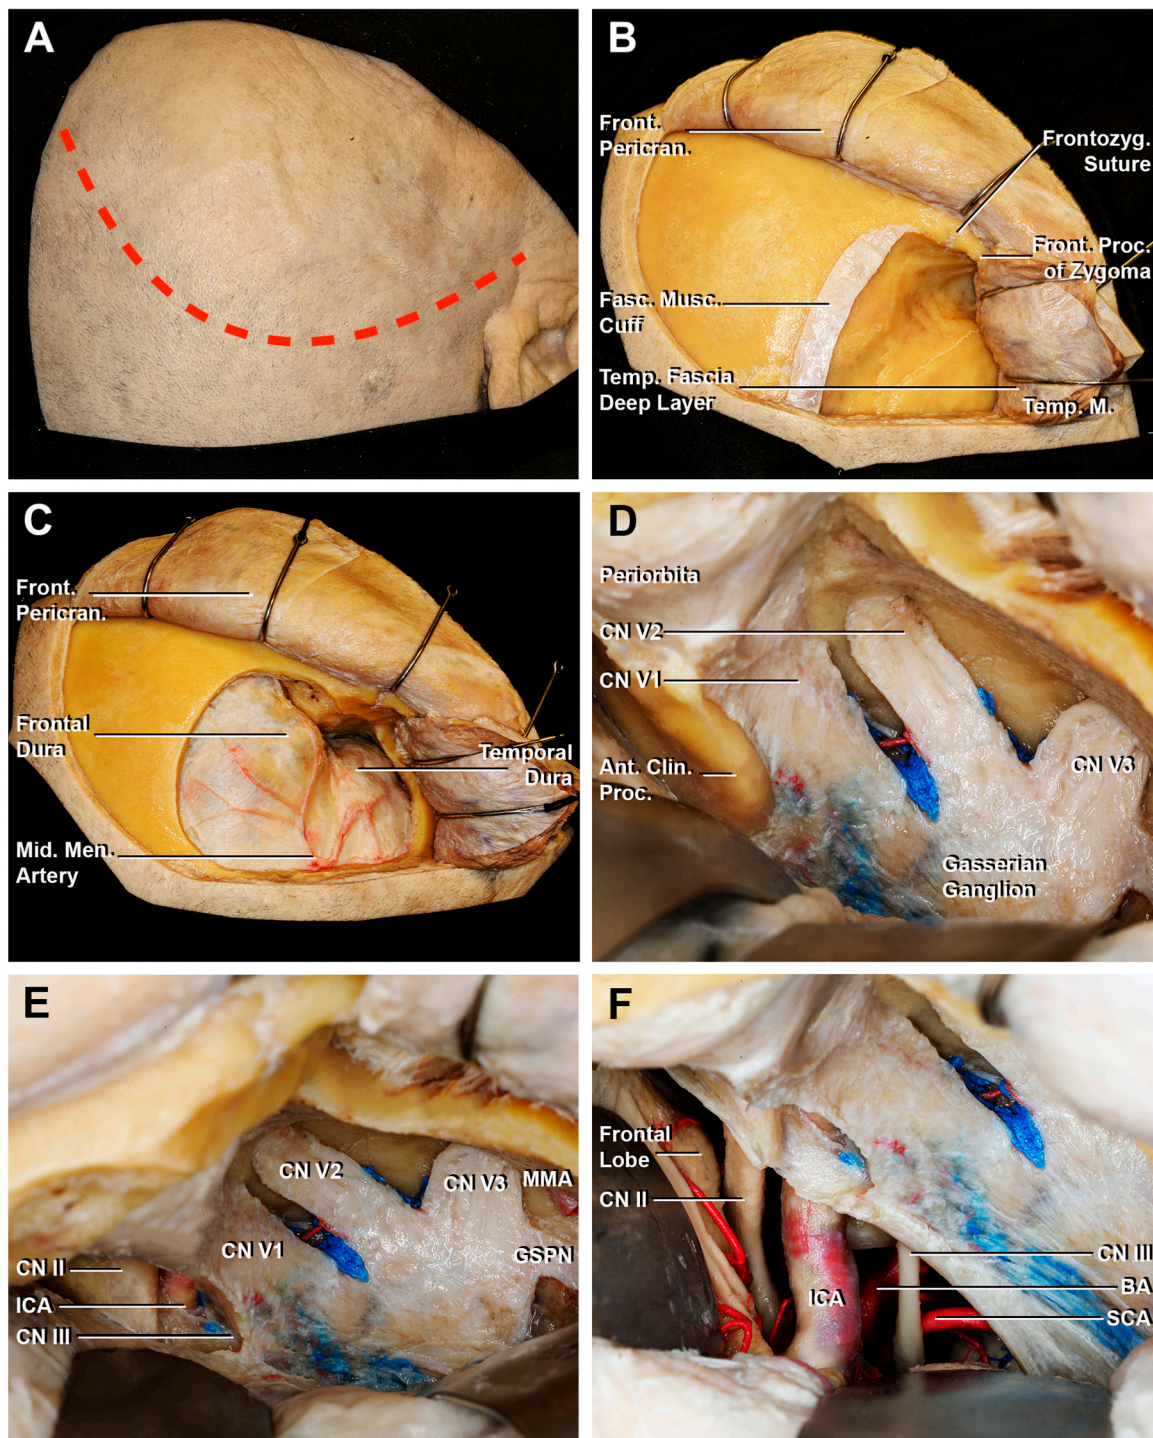 A
B
Front.
Pericran.
Frontozyg.
Suture
Front. Proc.
of Zygoma
Fasc. Musc.
Cuff
Temp. Fascia
Deep Layer
Temp. M.
C
Front.
Pericran.
Frontal
Dura
Temporal
Dura
Mid. Men.
Artery
D
Periorbita
CN V2
CN V1
Ant. Clin.
Proc.
CN V3
Gasserian
Ganglion
E
CN V2
CN V3
MMA
CN V1
GSPN
CN II
ICA
CN III
F
Frontal
Lobe
CN II
CN III
BA
ICA
SCA